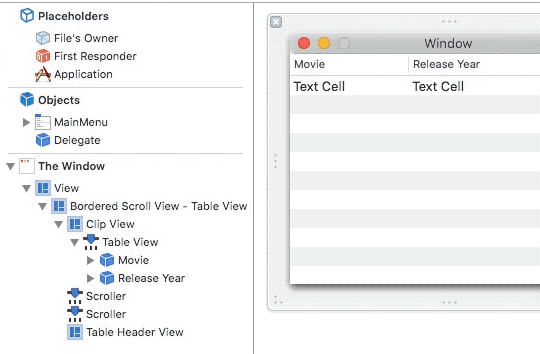 Placeholders
File's Owner
First Responder
Application
Objects
MainMenu
Delegate
The Window
View
Bordered Scroll View - Table View
Clip View
Table View
Movie
Release Year
Scroller
Scroller
Table Header View
Window
Movie Release Year
Text Cell Text Cell